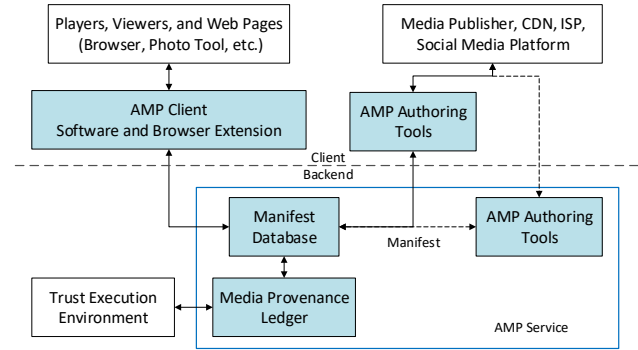 Players, Viewers, and Web Pages
(Browser, Photo Tool, etc.)
Media Publisher, CDN, ISP,
Social Media Platform
AMP Client
Software and Browser Extension
AMP Authoring
Tools
Client
Backend
Manifest
Database
Manifest
AMP Authoring
Tools
Trust Execution
Environment
Media Provenance
Ledger
AMP Service